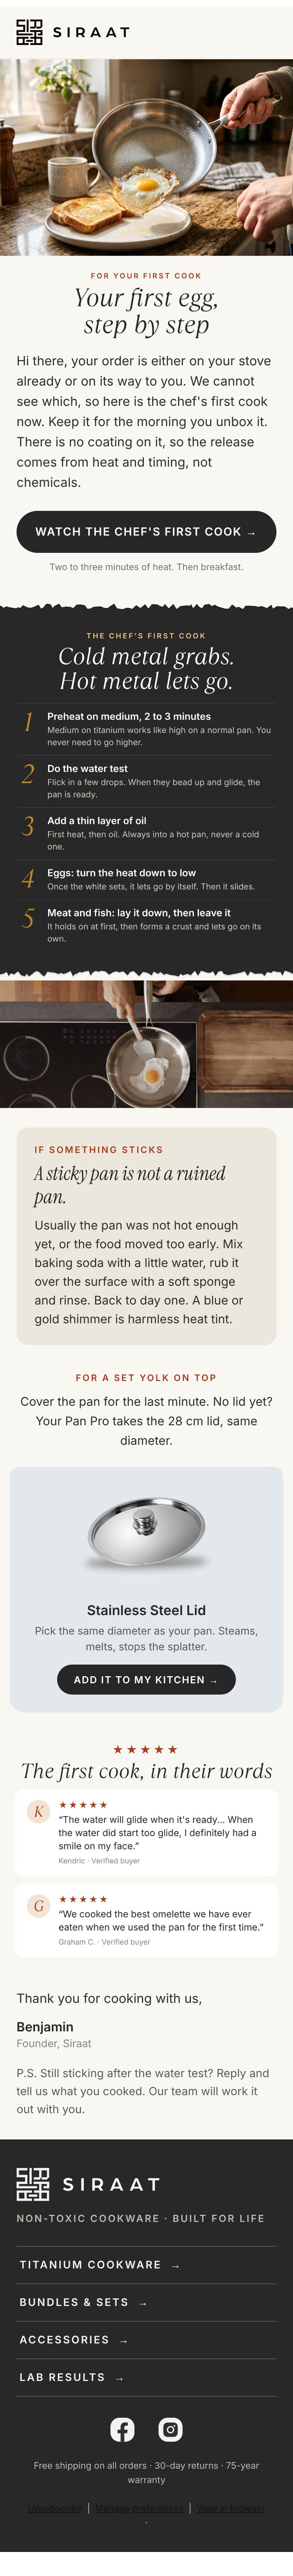 SIRAAT
FOR YOUR FIRST COOK
Your first egg,
step by step
Hi there, your order is either on your stove
already or on its way to you. We cannot
see which, so here is the chef's first cook
now. Keep it for the morning you unbox it.
There is no coating on it, so the release
comes from heat and timing, not
chemicals.
WATCH THE CHEF'S FIRST COOK →
Two to three minutes of heat. Then breakfast.
THE CHEF'S FIRST COOK
Cold metal grabs.
Hot metal lets go.
1 Preheat on medium, 2 to 3 minutes
Medium on titanium works like high on a normal pan. You
never need to go higher.
2 Do the water test
Flick in a few drops. When they bead up and glide, the
pan is ready.
3 Add a thin layer of oil
First heat, then oil. Always into a hot pan, never a cold
one.
4 Eggs: turn the heat down to low
Once the white sets, it lets go by itself. Then it slides.
5 Meat and fish: lay it down, then leave it
It holds on at first, then forms a crust and lets go on its
own.
IF SOMETHING STICKS
A sticky pan is not a ruined
pan.
Usually the pan was not hot enough
yet, or the food moved too early. Mix
baking soda with a little water, rub it
over the surface with a soft sponge
and rinse. Back to day one. A blue or
gold shimmer is harmless heat tint.
FOR A SET YOLK ON TOP
Cover the pan for the last minute. No lid yet?
Your Pan Pro takes the 28 cm lid, same
diameter.
Stainless Steel Lid
Pick the same diameter as your pan. Steams,
melts, stops the splatter.
ADD IT TO MY KITCHEN →
★★★★★
The first cook, in their words
K ★★★★★
“The water will glide when it's ready... When
the water did start too glide, I definitely had a
smile on my face.”
Kendric · Verified buyer
G ★★★★★
“We cooked the best omelette we have ever
eaten when we used the pan for the first time.”
Graham C. · Verified buyer
Thank you for cooking with us,
Benjamin
Founder, Siraat
P.S. Still sticking after the water test? Reply and
tell us what you cooked. Our team will work it
out with you.
SIRAAT
NON-TOXIC COOKWARE · BUILT FOR LIFE
TITANIUM COOKWARE →
BUNDLES & SETS →
ACCESSORIES →
LAB RESULTS →
Free shipping on all orders · 30-day returns · 75-year
warranty
Unsubscribe | Manage preferences | View in browser
.